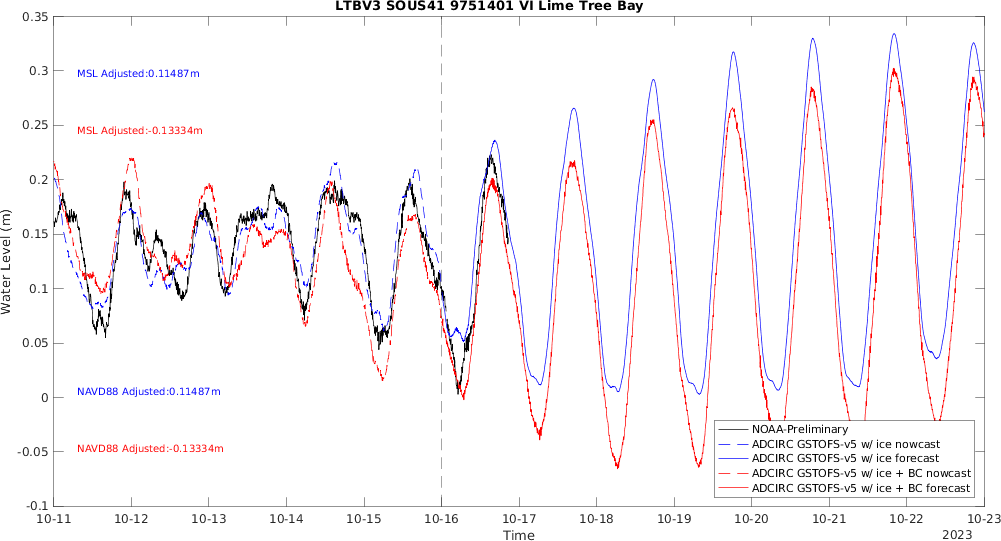 LTBV3 SOUS41 9751401 VI Lime Tree Bay
0.35
0.3
0.25
0.2
0.15
0.1
0.05
0
-0.05
-0.1
Water Level (m)
MSL Adjusted:0.11487m
MSL Adjusted:-0.13334m
NAVD88 Adjusted:0.11487m
NAVD88 Adjusted:-0.13334m
NOAA-Preliminary
ADCIRC GSTOFS-v5 w/ ice nowcast
ADCIRC GSTOFS-v5 w/ ice forecast
ADCIRC GSTOFS-v5 w/ ice + BC nowcast
ADCIRC GSTOFS-v5 w/ ice + BC forecast
10-11 10-12 10-13 10-14 10-15 10-16 10-17 10-18 10-19 10-20 10-21 10-22 10-23
Time
2023